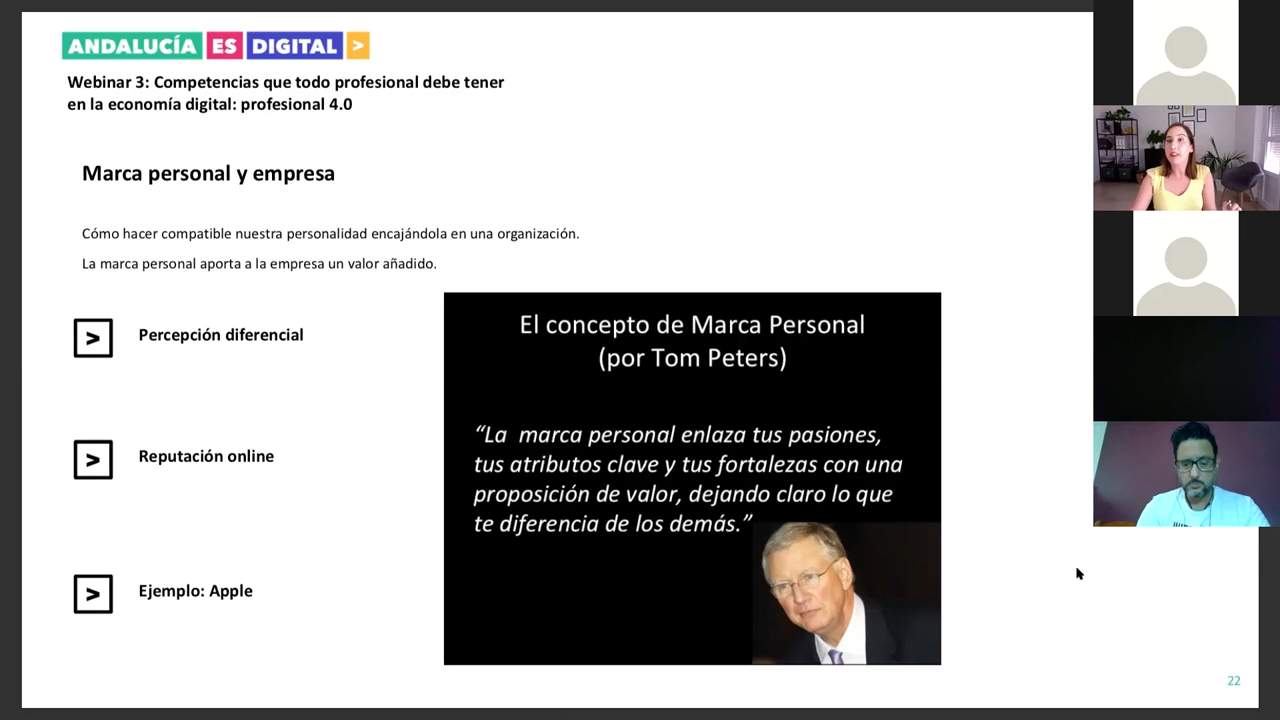 ANDALUCÍA ES DIGITAL >
Webinar 3: Competencias que todo profesional debe tener
en la economía digital: profesional 4.0
Marca personal y empresa
Cómo hacer compatible nuestra personalidad encajándola en una organización.
La marca personal aporta a la empresa un valor añadido.
> Percepción diferencial
> Reputación online
> Ejemplo: Apple
El concepto de Marca Personal
(por Tom Peters)
“La marca personal enlaza tus pasiones,
tus atributos clave y tus fortalezas con una
proposición de valor, dejando claro lo que
te diferencia de los demás.”
22